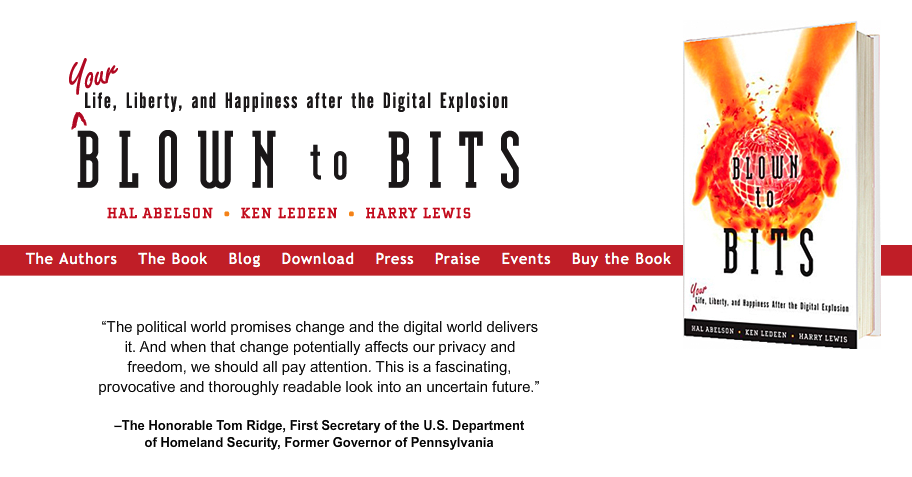 Your
Life, Liberty, and Happiness after the Digital Explosion
BLOWN to BITS
HAL ABELSON • KEN LEDEEN • HARRY LEWIS
The Authors The Book Blog Download Press Praise Events Buy the Book
“The political world promises change and the digital world delivers
it. And when that change potentially affects our privacy and
freedom, we should all pay attention. This is a fascinating,
provocative and thoroughly readable look into an uncertain future.”
–The Honorable Tom Ridge, First Secretary of the U.S. Department
of Homeland Security, Former Governor of Pennsylvania
BLOWN
to
BITS
Your
Life, Liberty, and Happiness After the Digital Explosion
HAL ABELSON • KEN LEDEEN • HARRY LEWIS